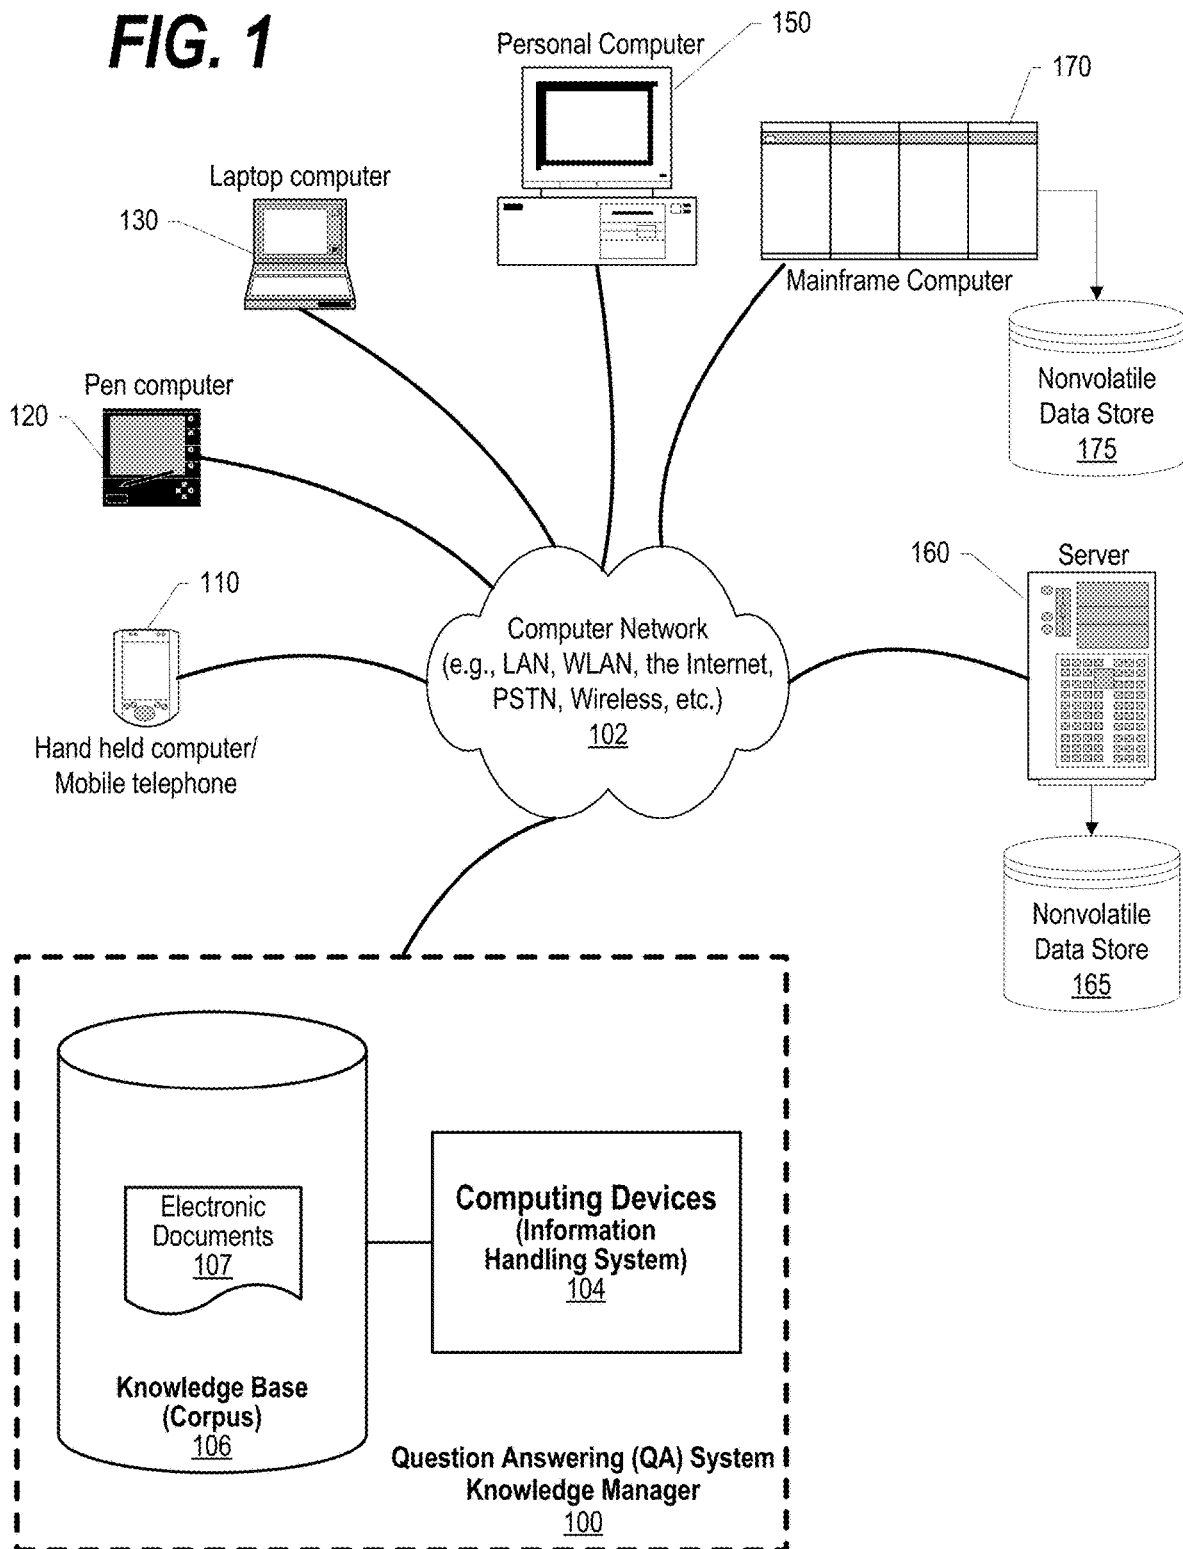 FIG. 1
Personal Computer
150
170
Laptop computer
130
Mainframe Computer
Nonvolatile
Data Store
175
Pen computer
120
160
Server
110
Computer Network
(e.g., LAN, WLAN, the Internet,
PSTN, Wireless, etc.)
102
Hand held computer/
Mobile telephone
Nonvolatile
Data Store
165
Electronic
Documents
107
Computing Devices
(Information
Handling System)
104
Knowledge Base
(Corpus)
106
Question Answering (QA) System
Knowledge Manager
100